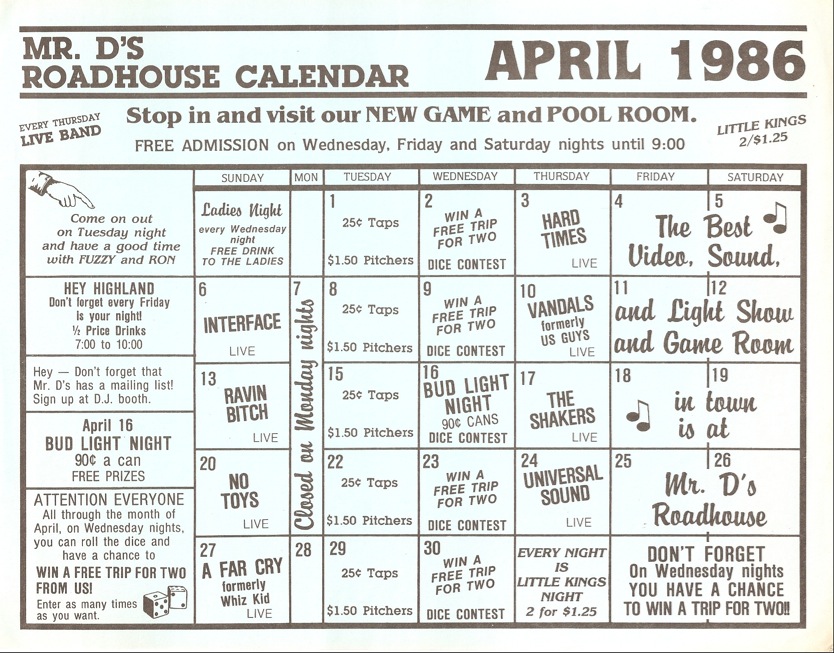 MR. D'S
ROADHOUSE CALENDAR
APRIL 1986
EVERY THURSDAY
LIVE BAND
Stop in and visit our NEW GAME and POOL ROOM.
FREE ADMISSION on Wednesday, Friday and Saturday nights until 9:00
LITTLE KINGS
2/$1.25
Come on out
on Tuesday night
and have a good time
with FUZZY and RON
HEY HIGHLAND
Don't forget every Friday
is your night!
½ Price Drinks
7:00 to 10:00
Hey — Don't forget that
Mr. D's has a mailing list!
Sign up at D.J. booth.
April 16
BUD LIGHT NIGHT
90¢ a can
FREE PRIZES
ATTENTION EVERYONE
All through the month of
April, on Wednesday nights,
you can roll the dice and
have a chance to
WIN A FREE TRIP FOR TWO
FROM US!
Enter as many times
as you want.
SUNDAY MON TUESDAY WEDNESDAY THURSDAY FRIDAY SATURDAY
Ladies Night
every Wednesday
night
FREE DRINK
TO THE LADIES
1
25¢ Taps
$1.50 Pitchers
2
WIN A
FREE TRIP
FOR TWO
DICE CONTEST
3
HARD
TIMES
LIVE
4 5
The Best
Video, Sound,
6
INTERFACE
LIVE
7
Closed on Monday nights
8
25¢ Taps
$1.50 Pitchers
9
WIN A
FREE TRIP
FOR TWO
DICE CONTEST
10
VANDALS
formerly
US GUYS
LIVE
11 12
and Light Show
and Game Room
13
RAVIN
BITCH
LIVE
15
25¢ Taps
$1.50 Pitchers
16
BUD LIGHT
NIGHT
90¢ CANS
DICE CONTEST
17
THE
SHAKERS
LIVE
18 19
in town
is at
20
NO
TOYS
LIVE
22
25¢ Taps
$1.50 Pitchers
23
WIN A
FREE TRIP
FOR TWO
DICE CONTEST
24
UNIVERSAL
SOUND
LIVE
25 26
Mr. D's
Roadhouse
27
A FAR CRY
formerly
Whiz Kid
LIVE
28
29
25¢ Taps
$1.50 Pitchers
30
WIN A
FREE TRIP
FOR TWO
DICE CONTEST
EVERY NIGHT
IS
LITTLE KINGS
NIGHT
2 for $1.25
DON'T FORGET
On Wednesday nights
YOU HAVE A CHANCE
TO WIN A TRIP FOR TWO!!